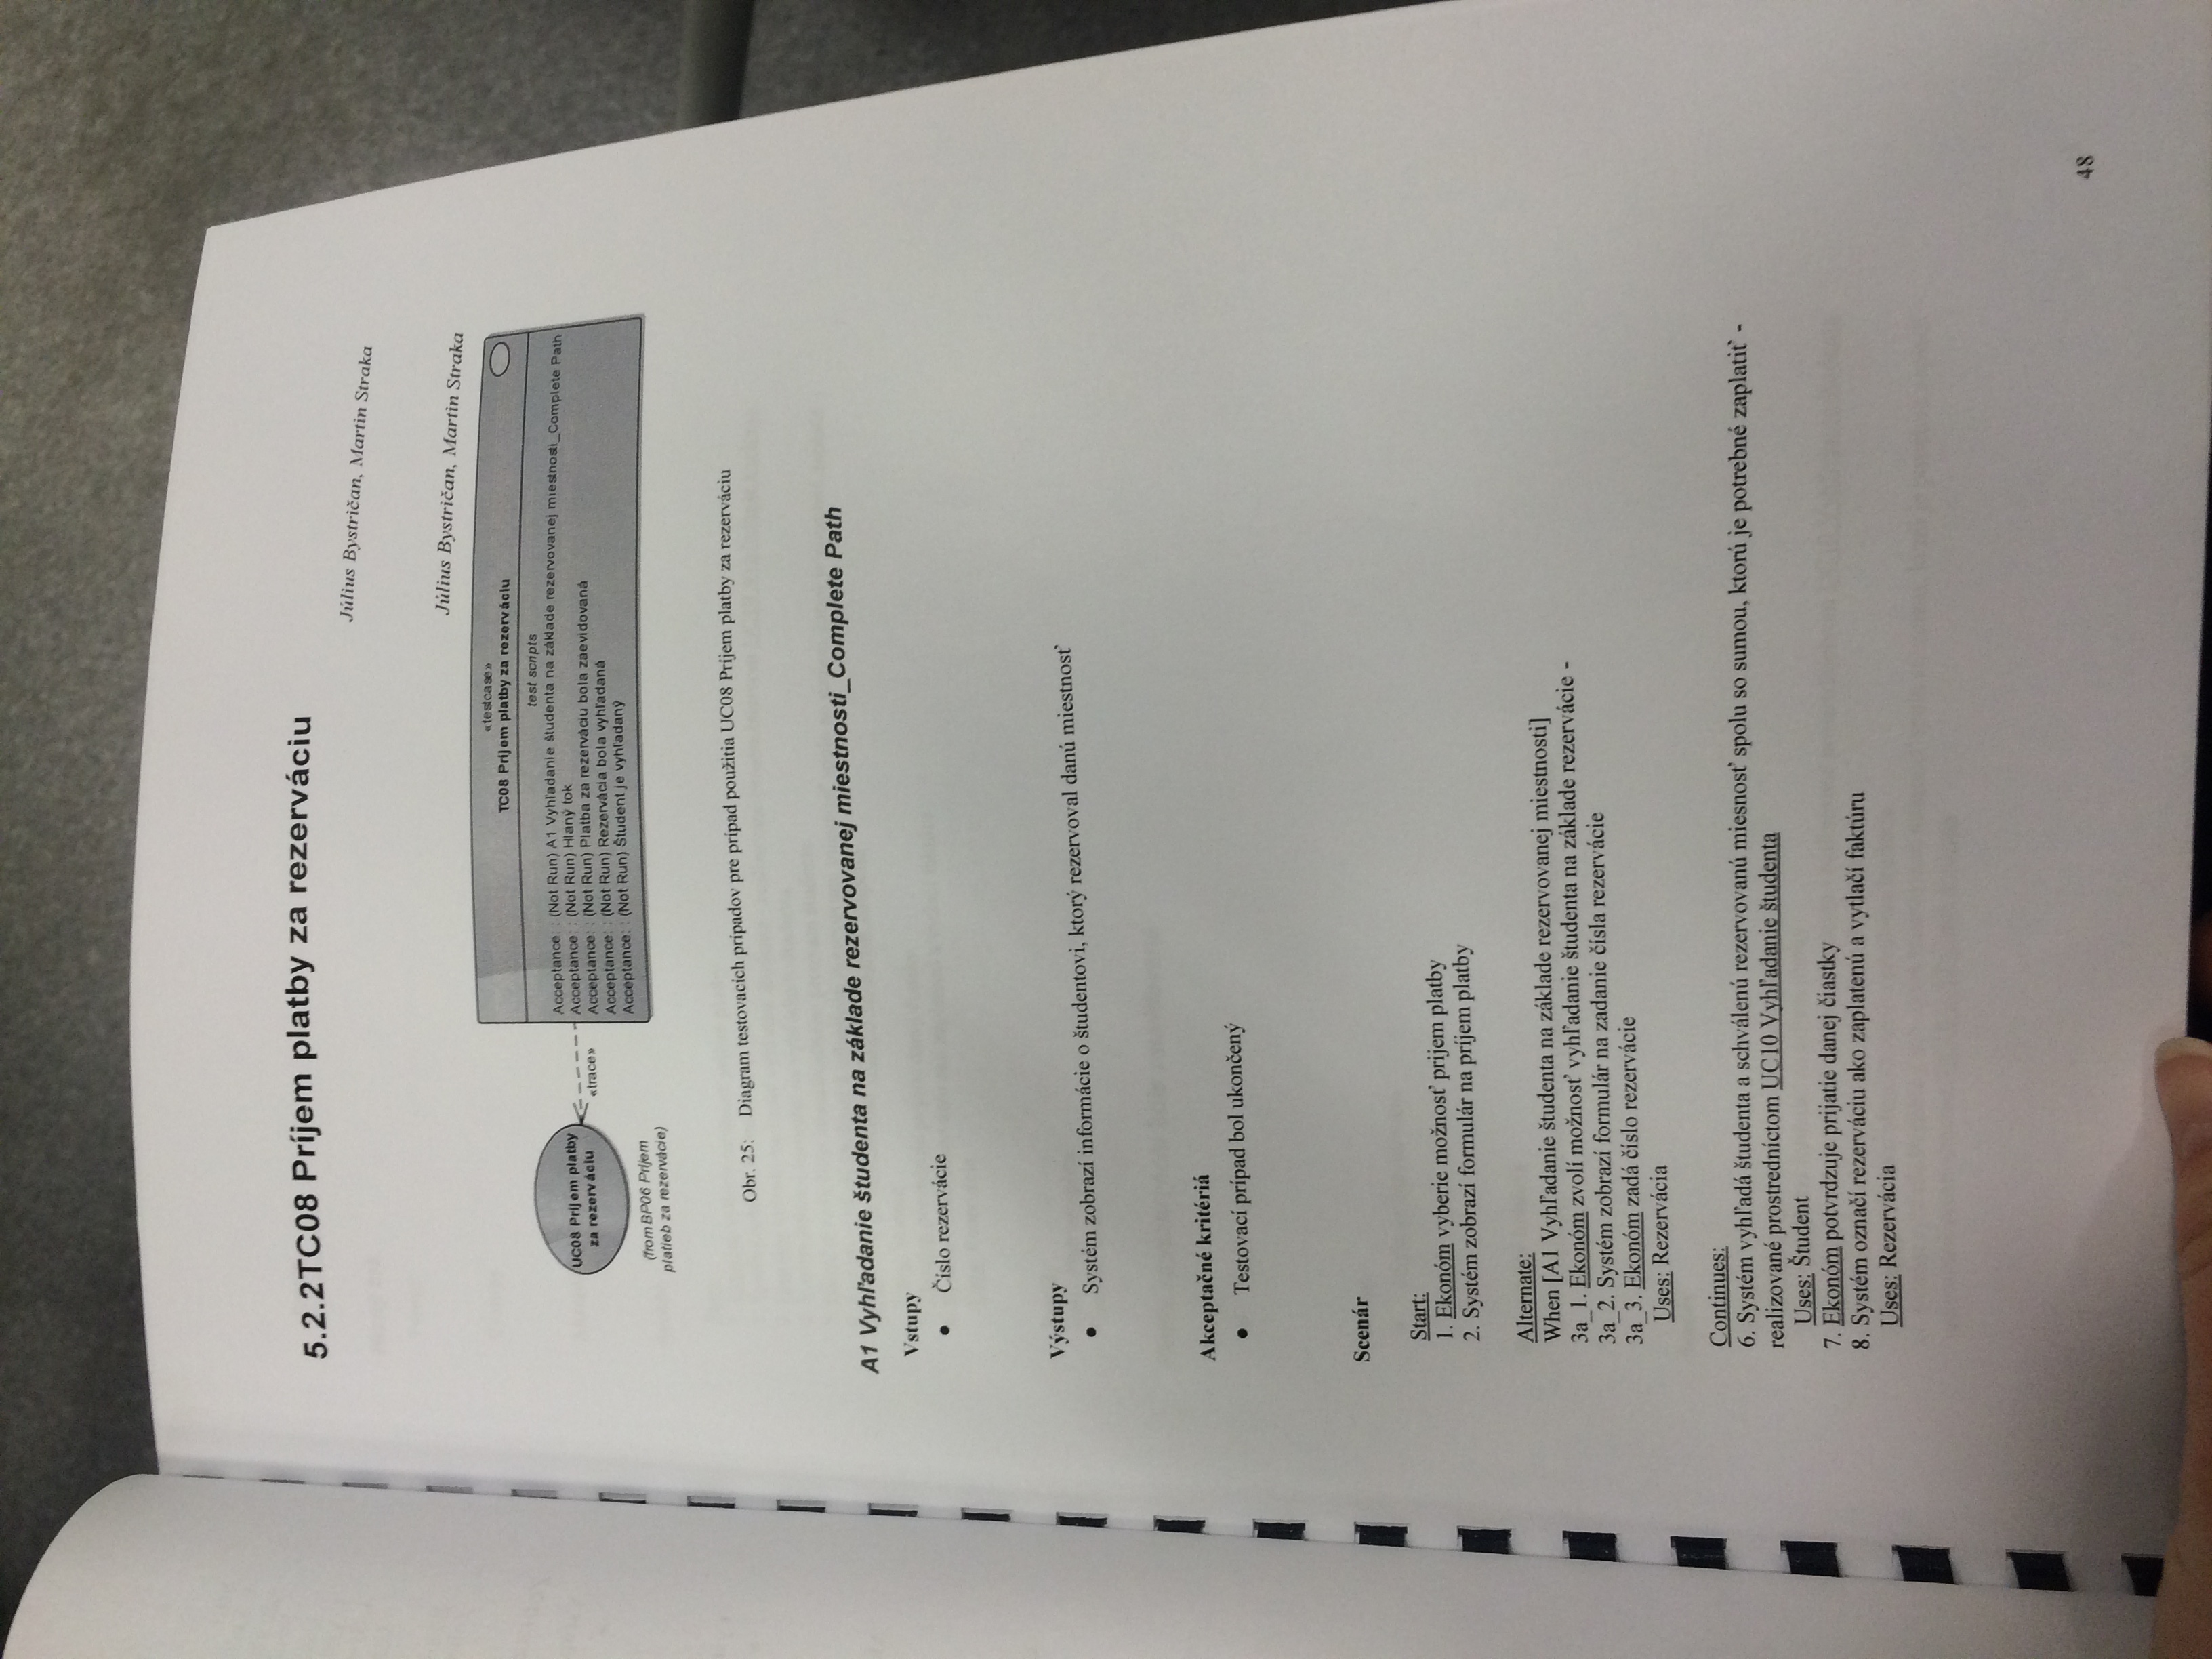 5.2.2TC08 Príjem platby za rezerváciu
Július Bystričan, Martin Straka
Július Bystričan, Martin Straka
«testcase»
TC08 Príjem platby za rezerváciu
test scripts
Acceptance: : (Not Run) A1 Vyhľadanie študenta na základe rezervovanej miestnosti_Complete Path
Acceptance: : (Not Run) Hlaný tok
Acceptance: : (Not Run) Platba za rezerváciu bola zaevidovaná
Acceptance: : (Not Run) Rezervácia bola vyhľadaná
Acceptance: : (Not Run) Študent je vyhľadaný
UC08 Príjem platby
za rezerváciu
«trace»
(from BP06 Príjem
platieb za rezervácie)
Obr. 25: Diagram testovacích prípadov pre prípad použitia UC08 Príjem platby za rezerváciu
A1 Vyhľadanie študenta na základe rezervovanej miestnosti_Complete Path
Vstupy
● Číslo rezervácie
Výstupy
● Systém zobrazí informácie o študentovi, ktorý rezervoval danú miestnosť
Akceptačné kritériá
● Testovací prípad bol ukončený
Scenár
Start:
1. Ekonóm vyberie možnosť prijem platby
2. Systém zobrazí formulár na príjem platby
Alternate:
When [A1 Vyhľadanie študenta na základe rezervovanej miestnosti]
3a_1. Ekonóm zvolí možnosť vyhľadanie študenta na základe rezervácie -
3a_2. Systém zobrazí formulár na zadanie čísla rezervácie
3a_3. Ekonóm zadá číslo rezervácie
Uses: Rezervácia
Continues:
6. Systém vyhľadá študenta a schválenú rezervovanú miesnosť spolu so sumou, ktorú je potrebné zaplatiť -
realizované prostredníctom UC10 Vyhľadanie študenta
Uses: Študent
7. Ekonóm potvrdzuje prijatie danej čiastky
8. Systém označí rezerváciu ako zaplatenú a vytlačí faktúru
Uses: Rezervácia
48